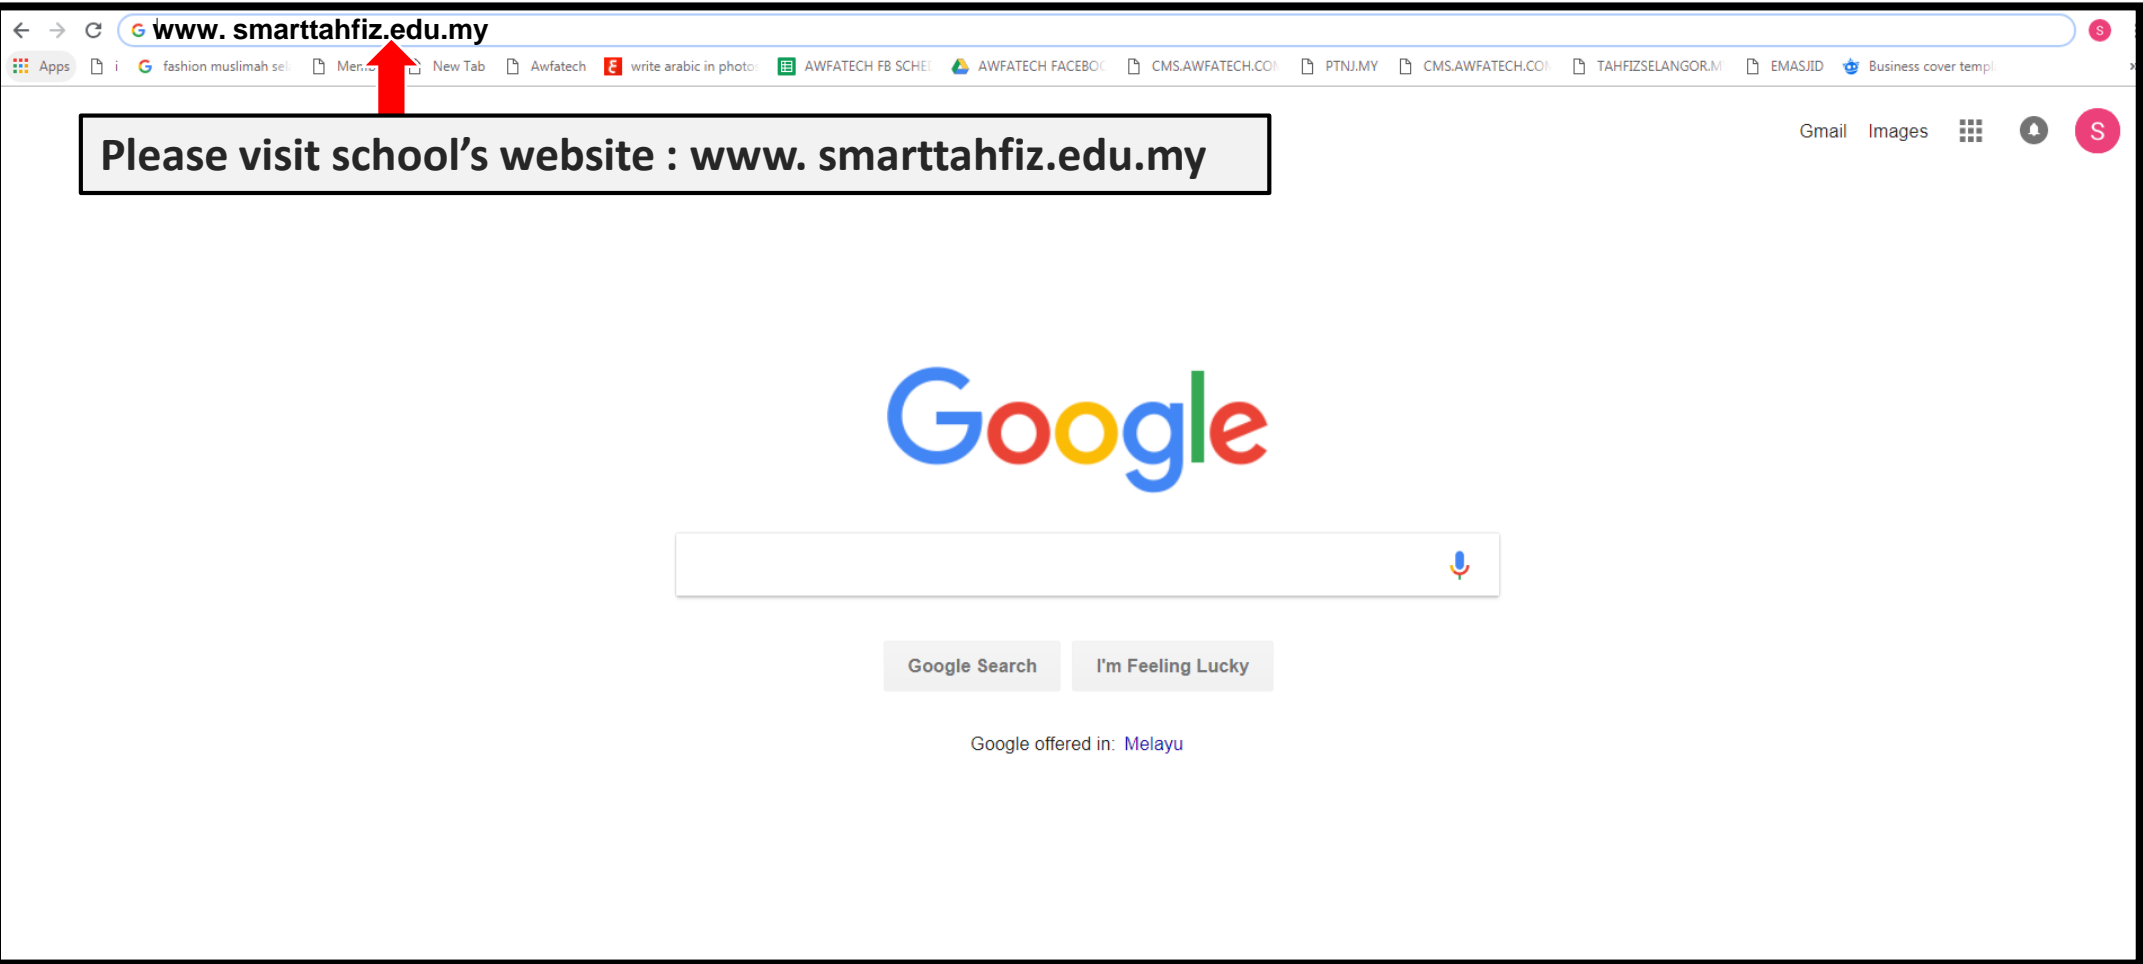 www. smarttahfiz.edu.my
S
Apps i fashion muslimah sel New Tab Awfatech write arabic in photo AWFATECH FB SCHE AWFATECH FACEBOO CMS.AWFATECH.CO PTNJ.MY CMS.AWFATECH.CO TAHFIZSELANGOR.M EMASJID Business cover templ »
Please visit school’s website : www. smarttahfiz.edu.my
Gmail Images S
Google
Google Search I'm Feeling Lucky
Google offered in: Melayu